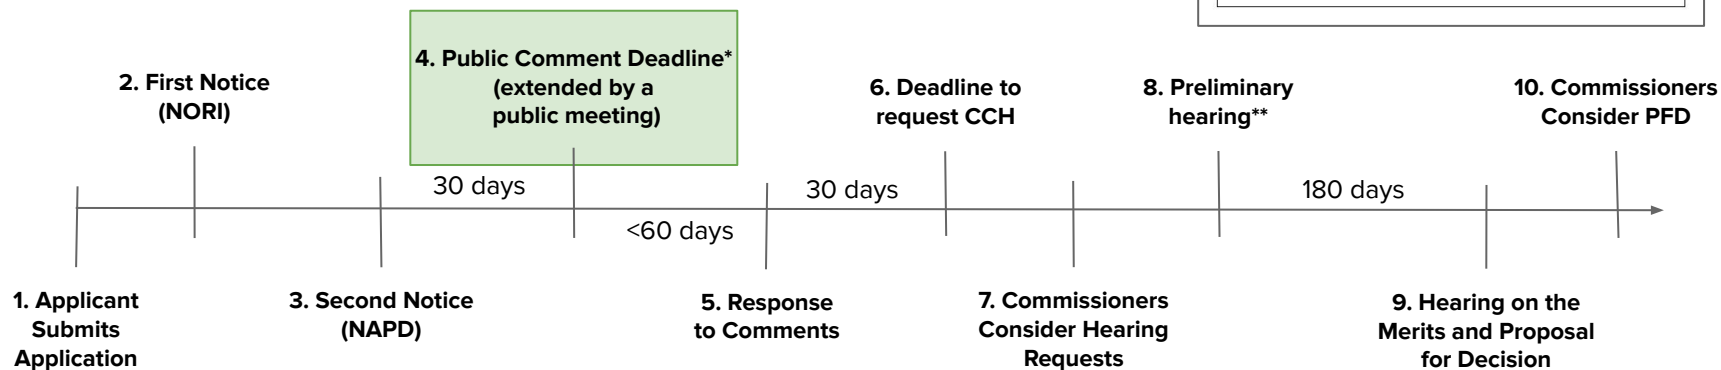 1. Applicant
Submits
Application
2. First Notice
(NORI)
3. Second Notice
(NAPD)
30 days
4. Public Comment Deadline*
(extended by a
public meeting)
<60 days
5. Response
to Comments
30 days
6. Deadline to
request CCH
7. Commissioners
Consider Hearing
Requests
8. Preliminary
hearing**
180 days
9. Hearing on the
Merits and Proposal
for Decision
10. Commissioners
Consider PFD